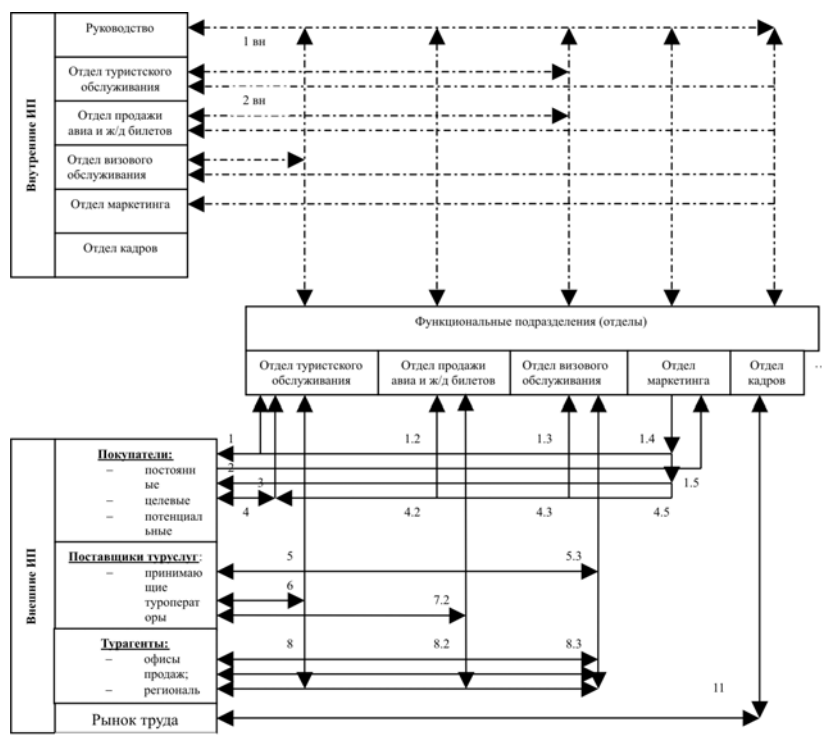 Внутренние ИП
Руководство
Отдел туристского
обслуживания
Отдел продажи
авиа и ж/д билетов
Отдел визового
обслуживания
Отдел маркетинга
Отдел кадров
1 вн
2 вн
Функциональные подразделения (отделы)
Отдел туристского
обслуживания
Отдел продажи
авиа и ж/д билетов
Отдел визового
обслуживания
Отдел
маркетинга
Отдел
кадров
...
Внешние ИП
Покупатели:
– постоянн
ые
– целевые
– потенциал
ьные
1
1.2
1.3
1.4
2
3
1.5
4
4.2
4.3
4.5
Поставщики туруслуг:
– принимаю
щие
туроперат
оры
5
5.3
6
7.2
Турагенты:
– офисы
продаж;
– региональ
8
8.2
8.3
Рынок труда
11